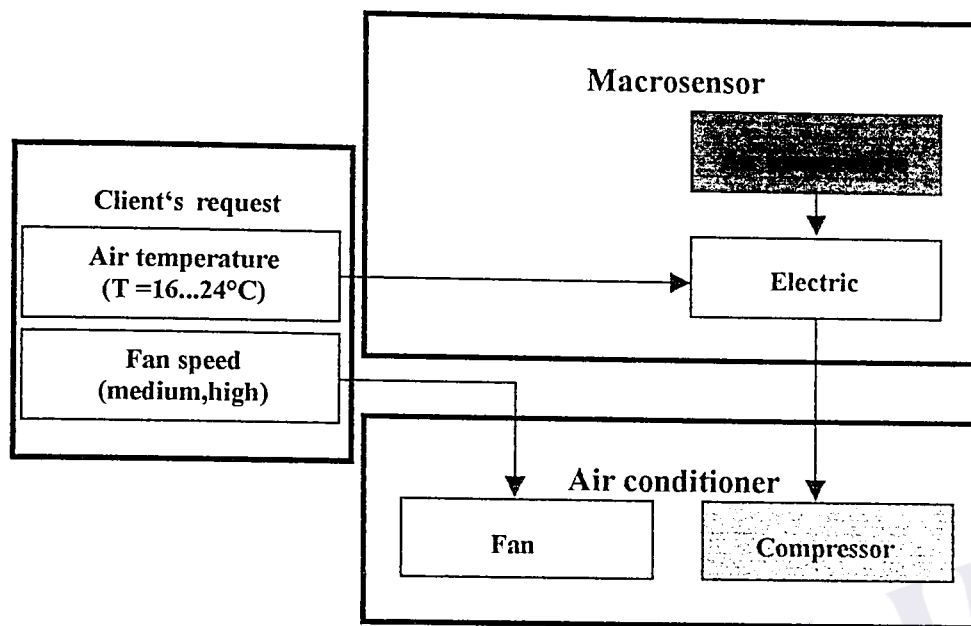 Macrosensor
Client‘s request
Air temperature
(T =16...24°C)
Electric
Fan speed
(medium,high)
Air conditioner
Fan
Compressor